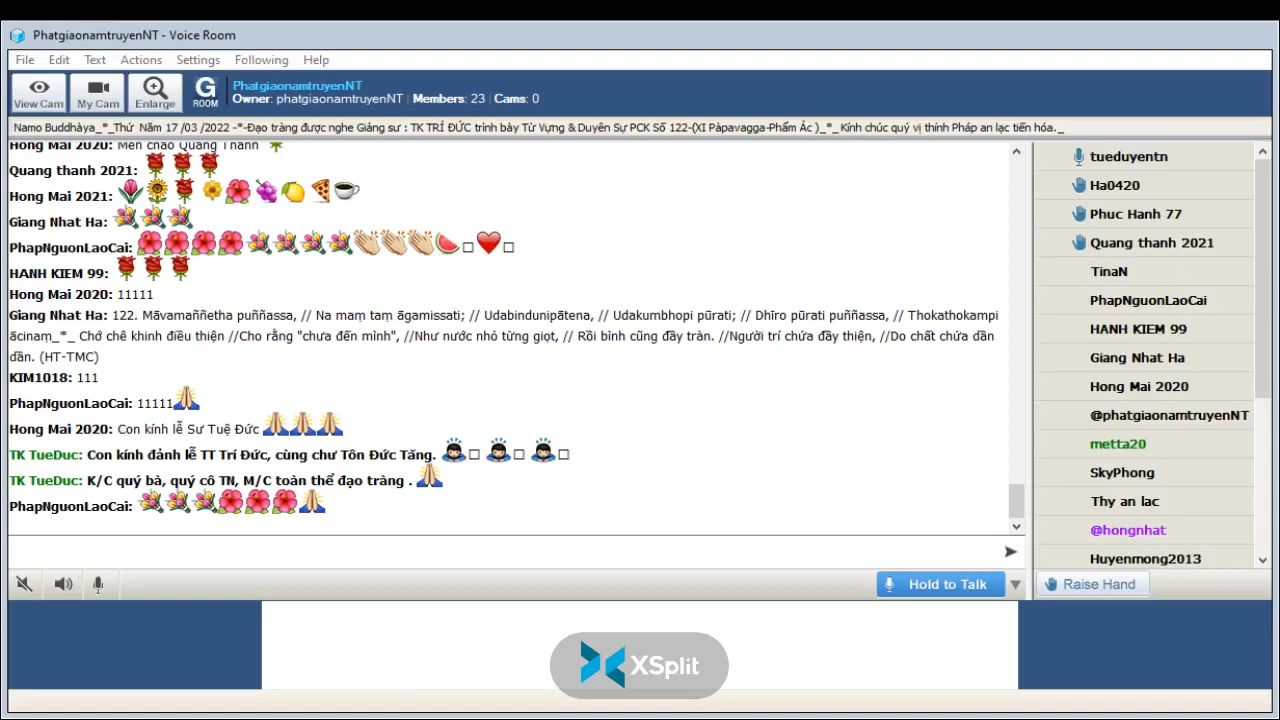 PhatgiaonamtruyenNT - Voice Room
File Edit Text Actions Settings Following Help
View Cam My Cam Enlarge G ROOM
PhatgiaonamtruyenNT
Owner: phatgiaonamtruyenNT | Members: 23 | Cams: 0
Namo Buddhàya_*_Thứ Năm 17 /03 /2022 -*-Đạo tràng được nghe Giảng sư : TK TRÍ ĐỨC trình bày Từ Vựng & Duyên Sự PCK Số 122-(XI Pàpavagga-Phẩm Ác )_*_ Kính chúc quý vị thính Pháp an lạc tiến hóa._
Hong Mai 2020: Mến chào Quang Thanh
Quang thanh 2021:
Hong Mai 2021:
Giang Nhat Ha:
PhapNguonLaoCai:
HANH KIEM 99:
Hong Mai 2020: 11111
Giang Nhat Ha: 122. Māvamaññetha puññassa, // Na maṃ taṃ āgamissati; // Udabindunipātena, // Udakumbhopi pūrati; // Dhīro pūrati puññassa, // Thokathokampi
ācinaṃ_*_ Chớ chê khinh điều thiện //Cho rằng "chưa đến mình", //Như nước nhỏ từng giọt, // Rồi bình cũng đầy tràn. //Người trí chứa đầy thiện, //Do chất chứa dần
dần. (HT-TMC)
KIM1018: 111
PhapNguonLaoCai: 11111
Hong Mai 2020: Con kính lễ Sư Tuệ Đức
TK TueDuc: Con kính đảnh lễ TT Trí Đức, cùng chư Tôn Đức Tăng.
TK TueDuc: K/C quý bà, quý cô TN, M/C toàn thể đạo tràng .
PhapNguonLaoCai:
tueduyentn
Ha0420
Phuc Hanh 77
Quang thanh 2021
TinaN
PhapNguonLaoCai
HANH KIEM 99
Giang Nhat Ha
Hong Mai 2020
@phatgiaonamtruyenNT
metta20
SkyPhong
Thy an lac
@hongnhat
Huyenmong2013
Hold to Talk
Raise Hand
XSplit